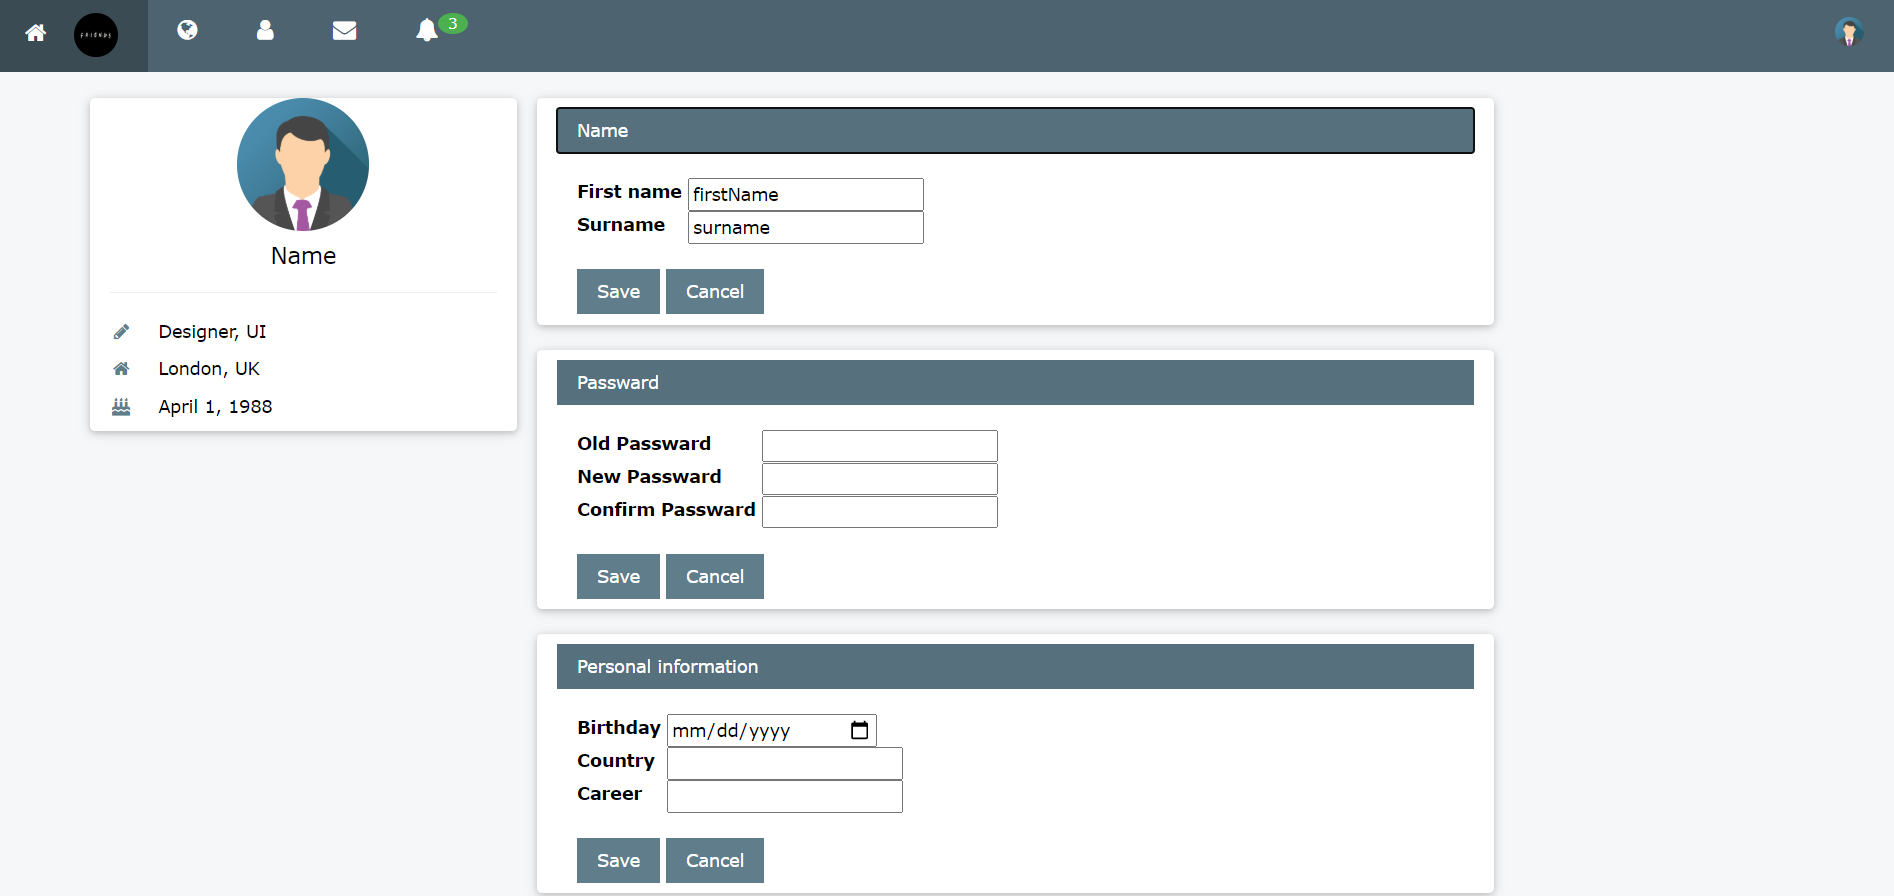 FRIENDS
3
Name
Designer, UI
London, UK
April 1, 1988
Name
First name firstName
Surname surname
Save Cancel
Passward
Old Passward
New Passward
Confirm Passward
Save Cancel
Personal information
Birthday mm/dd/yyyy
Country
Career
Save Cancel